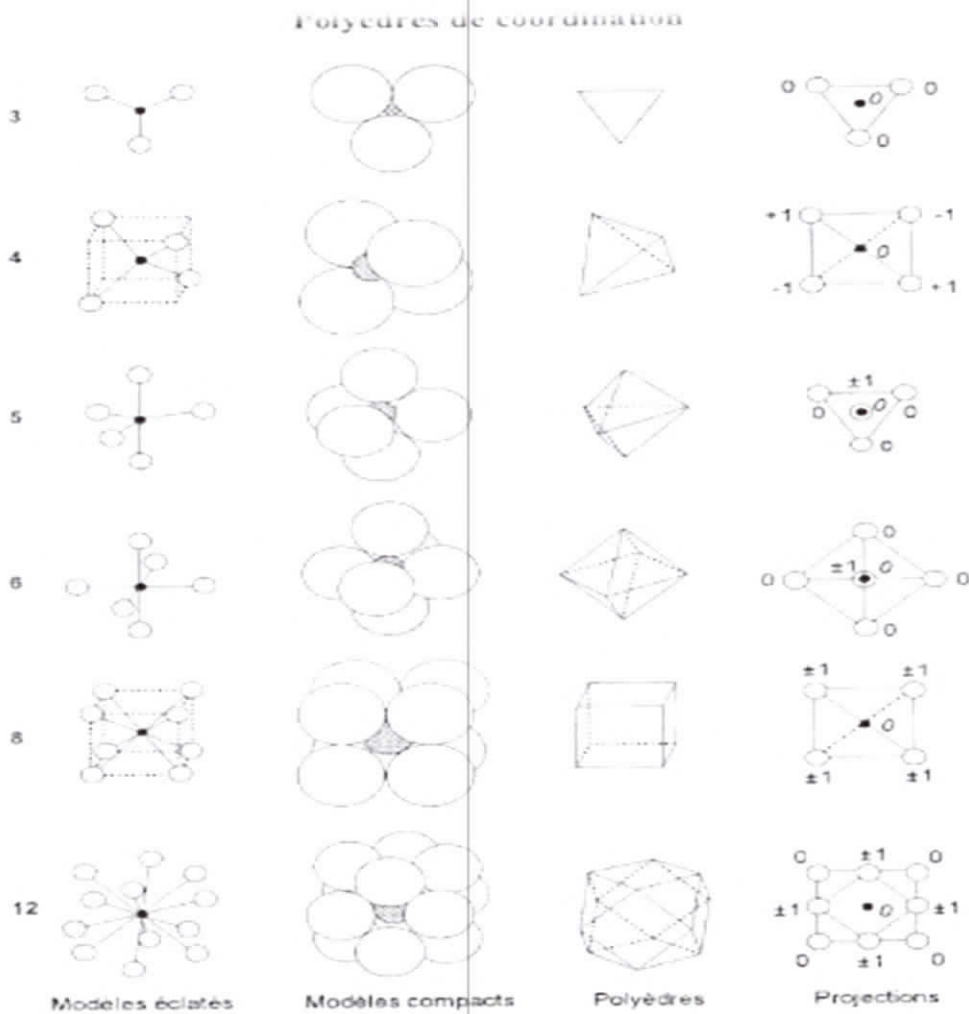 Polyèdres de coordination
3 0 0 0 0
4 +1 -1 0 -1 +1
5 ±1 0 0 0 0
6 0 ±1 0 0 0 0
8 ±1 ±1 0 ±1 ±1
12 0 ±1 0 ±1 0 ±1 0 ±1 0
Modèles éclatés Modèles compacts Polyèdres Projections